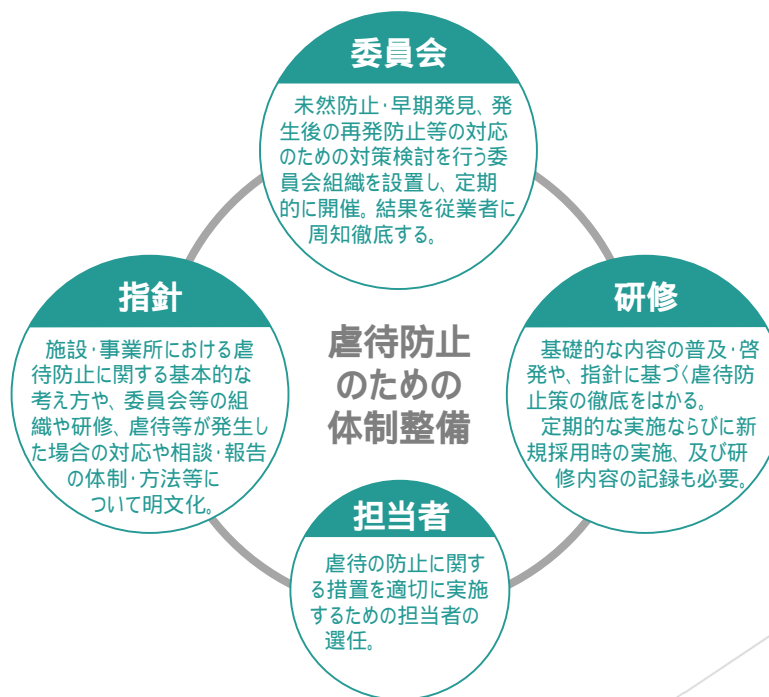 委員会
未然防止・早期発見、発
生後の再発防止等の対応
のための対策検討を行う委
員会組織を設置し、定期
的に開催。結果を従業者に
周知徹底する。
指針
施設・事業所における虐
待防止に関する基本的な
考え方や、委員会等の組
織や研修、虐待等が発生し
た場合の対応や相談・報告
の体制・方法等に
ついて明文化。
虐待防止
のための
体制整備
研修
基礎的な内容の普及・啓
発や、指針に基づく虐待防
止策の徹底をはかる。
定期的な実施ならびに新
規採用時の実施、及び研
修内容の記録も必要。
担当者
虐待の防止に関す
る措置を適切に実施
するための担当者の
選任。